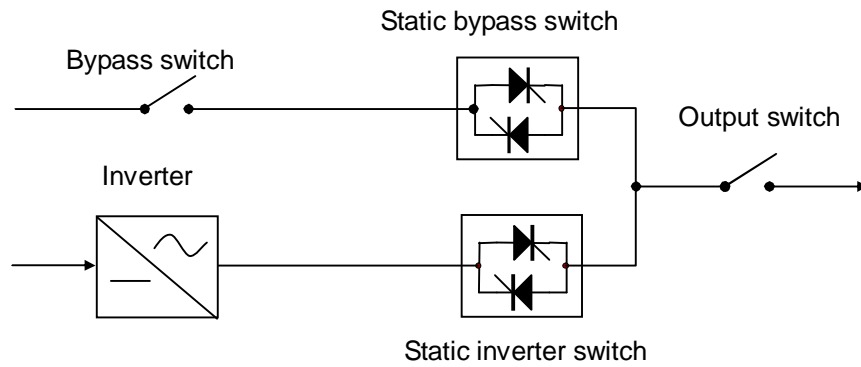 Static bypass switch
Bypass switch
Output switch
Inverter
Static inverter switch